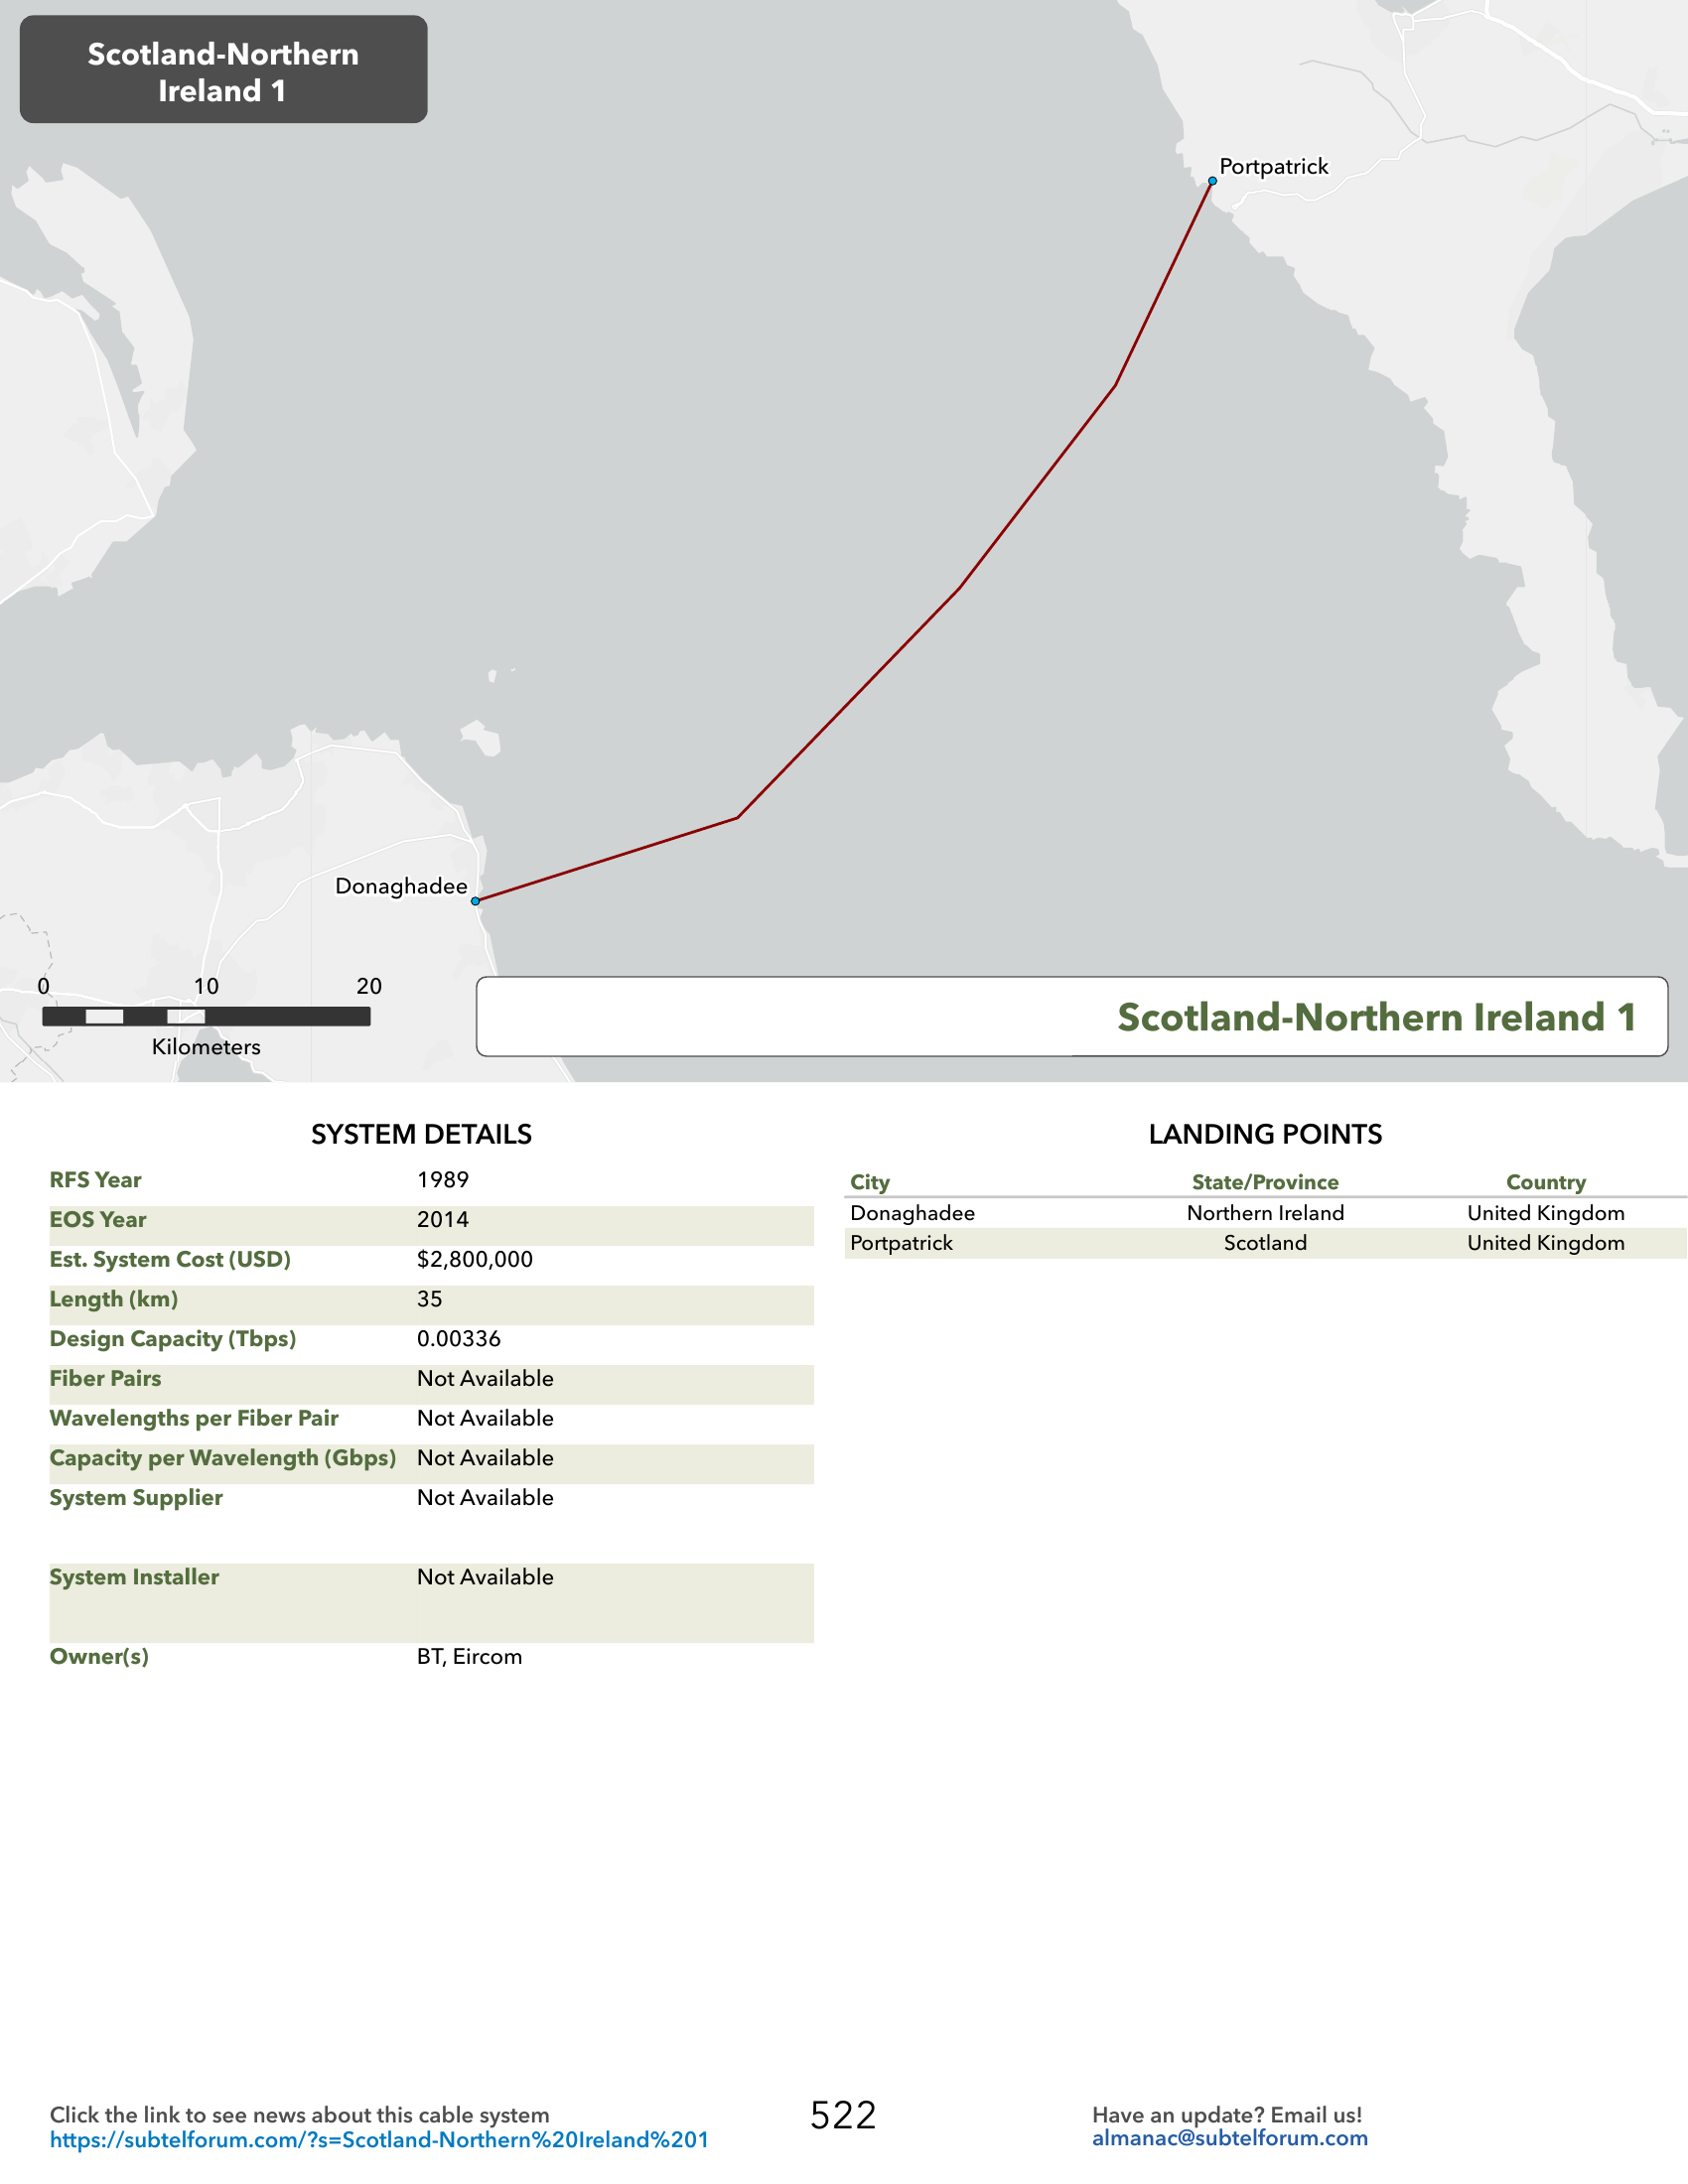 Scotland-Northern
Ireland 1
Portpatrick
Donaghadee
0 10 20
Kilometers
Scotland-Northern Ireland 1
SYSTEM DETAILS
RFS Year 1989
EOS Year 2014
Est. System Cost (USD) $2,800,000
Length (km) 35
Design Capacity (Tbps) 0.00336
Fiber Pairs Not Available
Wavelengths per Fiber Pair Not Available
Capacity per Wavelength (Gbps) Not Available
System Supplier Not Available
System Installer Not Available
Owner(s) BT, Eircom
LANDING POINTS
City State/Province Country
Donaghadee Northern Ireland United Kingdom
Portpatrick Scotland United Kingdom
Click the link to see news about this cable system
https://subtelforum.com/?s=Scotland-Northern%20Ireland%201
522
Have an update? Email us!
almanac@subtelforum.com